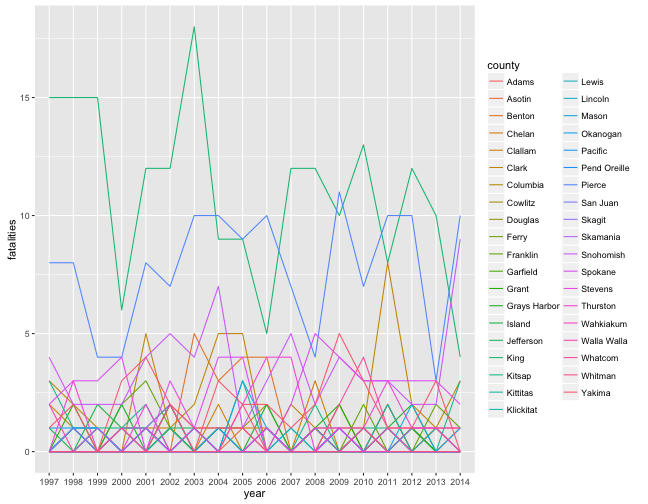 fatalities
15
10
5
0
1997 1998 1999 2000 2001 2002 2003 2004 2005 2006 2007 2008 2009 2010 2011 2012 2013 2014
year
county
Adams
Asotin
Benton
Chelan
Clallam
Clark
Columbia
Cowlitz
Douglas
Ferry
Franklin
Garfield
Grant
Grays Harbor
Island
Jefferson
King
Kitsap
Kittitas
Klickitat
Lewis
Lincoln
Mason
Okanogan
Pacific
Pend Oreille
Pierce
San Juan
Skagit
Skamania
Snohomish
Spokane
Stevens
Thurston
Wahkiakum
Walla Walla
Whatcom
Whitman
Yakima